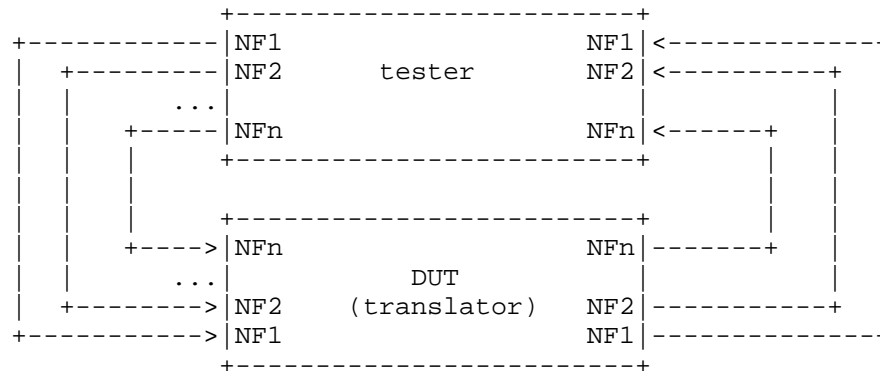 NF1 NF1
NF2 tester NF2
...
NFn NFn
NFn NFn
... DUT
NF2 (translator) NF2
NF1 NF1